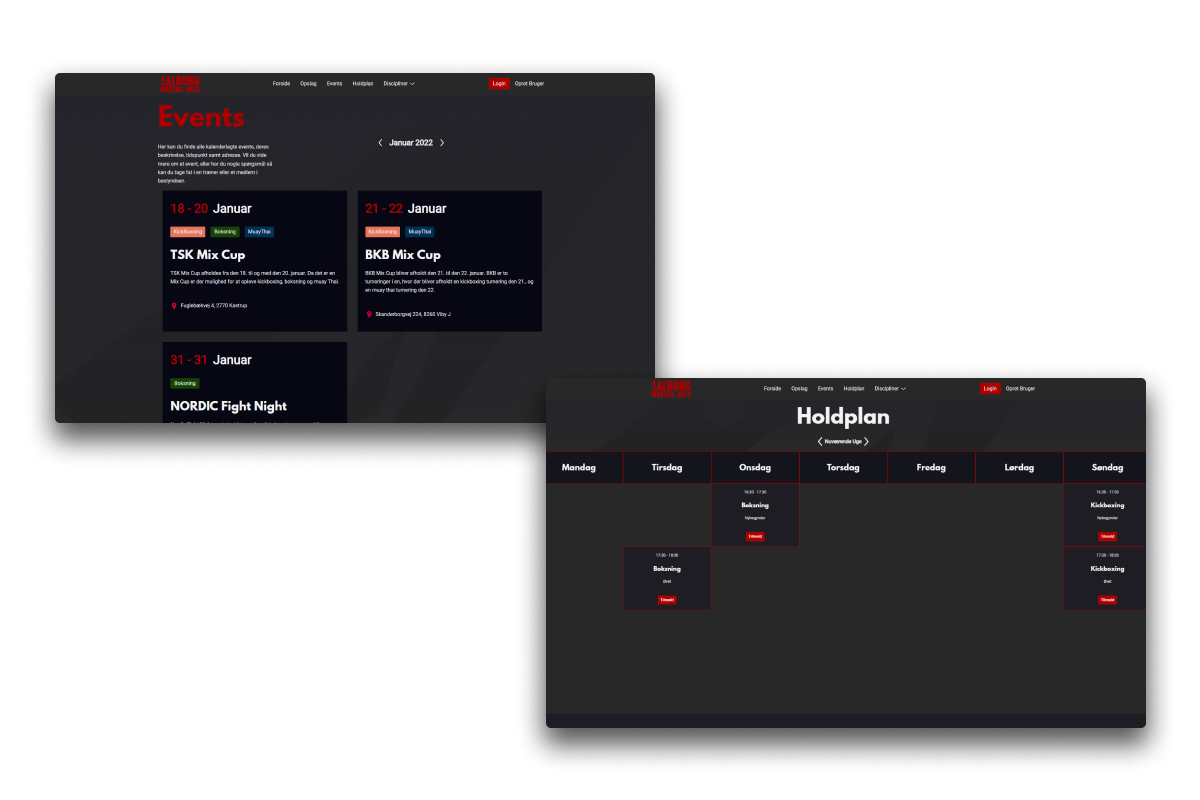 AALBORG
MARTIAL ARTS
Forside Opslag Events Holdplan Discipliner
Login Opret Bruger
Events
Her kan du finde alle kalenderlagte events, deres
beskrivelse, tidspunkt samt adresse. Vil du vide
mere om et event, eller har du nogle spørgsmål så
kan du tage fat i en træner eller et medlem i
bestyrelsen.
Januar 2022
18 - 20 Januar
KickBoxning Boksning MuayThai
TSK Mix Cup
TSK Mix Cup afholdes fra den 18. til og med den 20. januar. Da det er en
Mix Cup er der mulighed for at opleve kickboxing, boksning og muay Thai.
Fuglebækvej 4, 2770 Kastrup
21 - 22 Januar
KickBoxning MuayThai
BKB Mix Cup
BKB Mix Cup bliver afholdt den 21. til den 22. januar. BKB er to
turneringer i en, hvor der bliver afholdt en kickboxing turnering den 21., og
en muay thai turnering den 22.
Skanderborgvej 224, 8260 Viby J
31 - 31 Januar
Boksning
NORDIC Fight Night
AALBORG
MARTIAL ARTS
Forside Opslag Events Holdplan Discipliner
Login Opret Bruger
Holdplan
Nuværende Uge
Mandag Tirsdag Onsdag Torsdag Fredag Lørdag Søndag
16:30 - 17:30
Boksning
Nybegynder
Tilmeld
16:30 - 17:30
Kickboxing
Nybegynder
Tilmeld
17:30 - 18:30
Boksning
Øvet
Tilmeld
17:30 - 18:30
Kickboxing
Øvet
Tilmeld